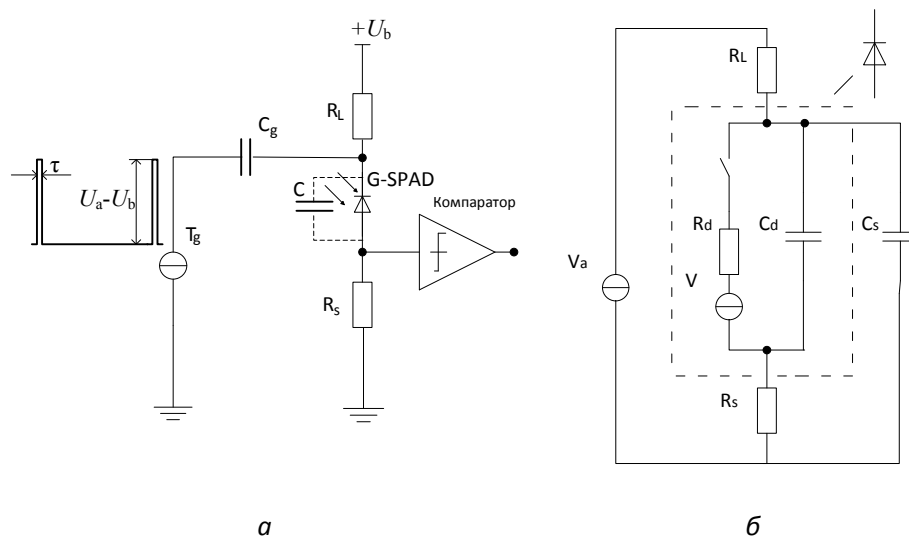 +U_b
R_L
C_g
G-SPAD
C
τ
U_a-U_b
T_g
Компаратор
R_s
а
R_L
R_d
C_d
C_s
V_a
V
R_s
б